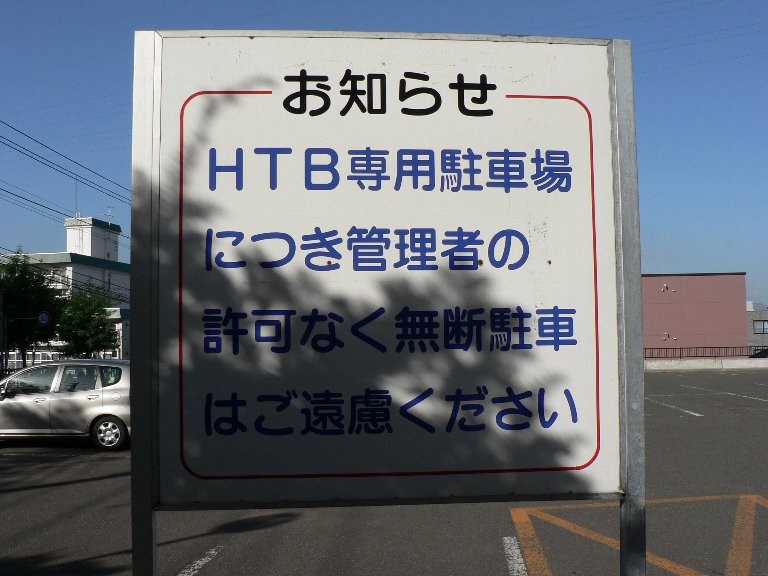 お知らせ
HTB専用駐車場
につき管理者の
許可なく無断駐車
はご遠慮ください